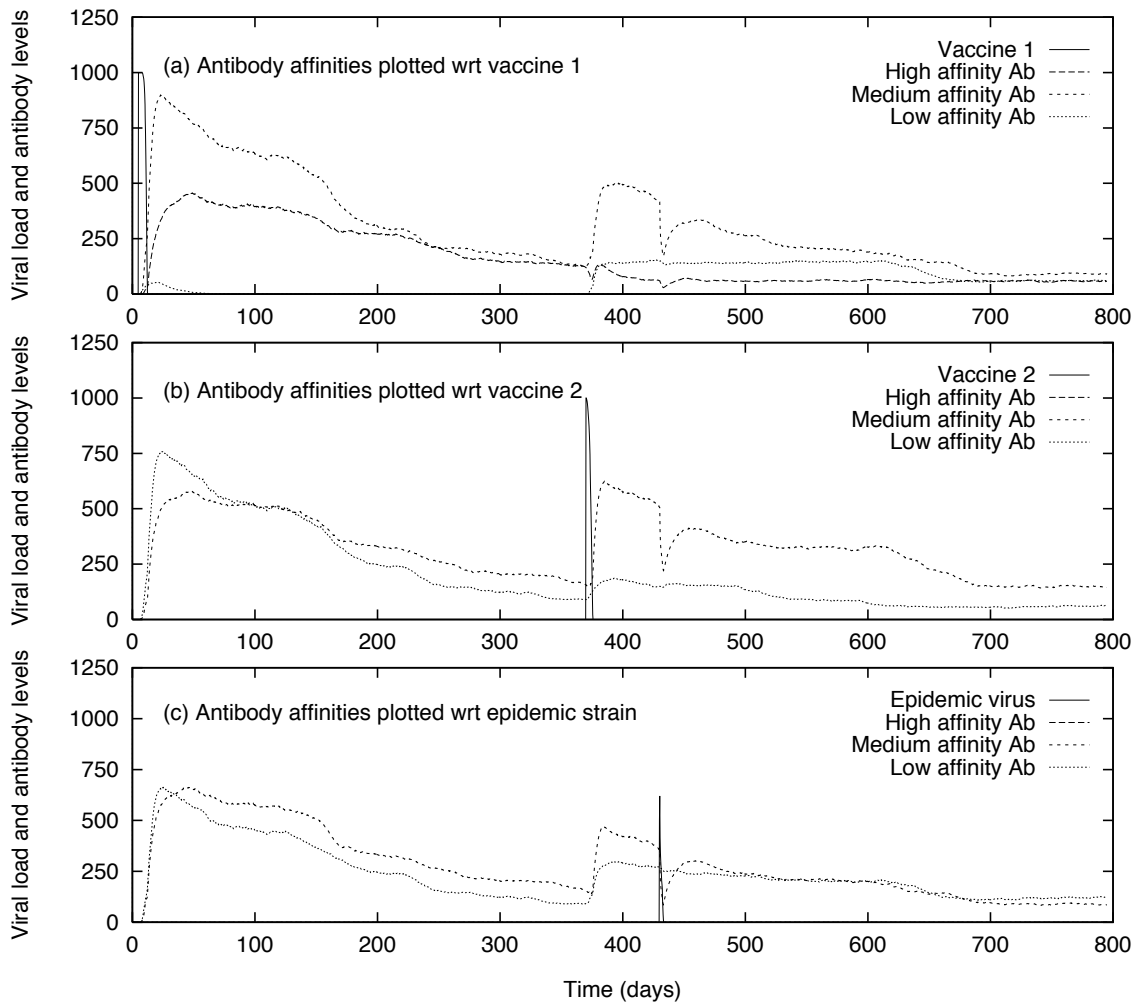 Viral load and antibody levels
1250
1000
750
500
250
0
(a) Antibody affinities plotted wrt vaccine 1
Vaccine 1
High affinity Ab
Medium affinity Ab
Low affinity Ab
0 100 200 300 400 500 600 700 800
Viral load and antibody levels
1250
1000
750
500
250
0
(b) Antibody affinities plotted wrt vaccine 2
Vaccine 2
High affinity Ab
Medium affinity Ab
Low affinity Ab
0 100 200 300 400 500 600 700 800
Viral load and antibody levels
1250
1000
750
500
250
0
(c) Antibody affinities plotted wrt epidemic strain
Epidemic virus
High affinity Ab
Medium affinity Ab
Low affinity Ab
0 100 200 300 400 500 600 700 800
Time (days)